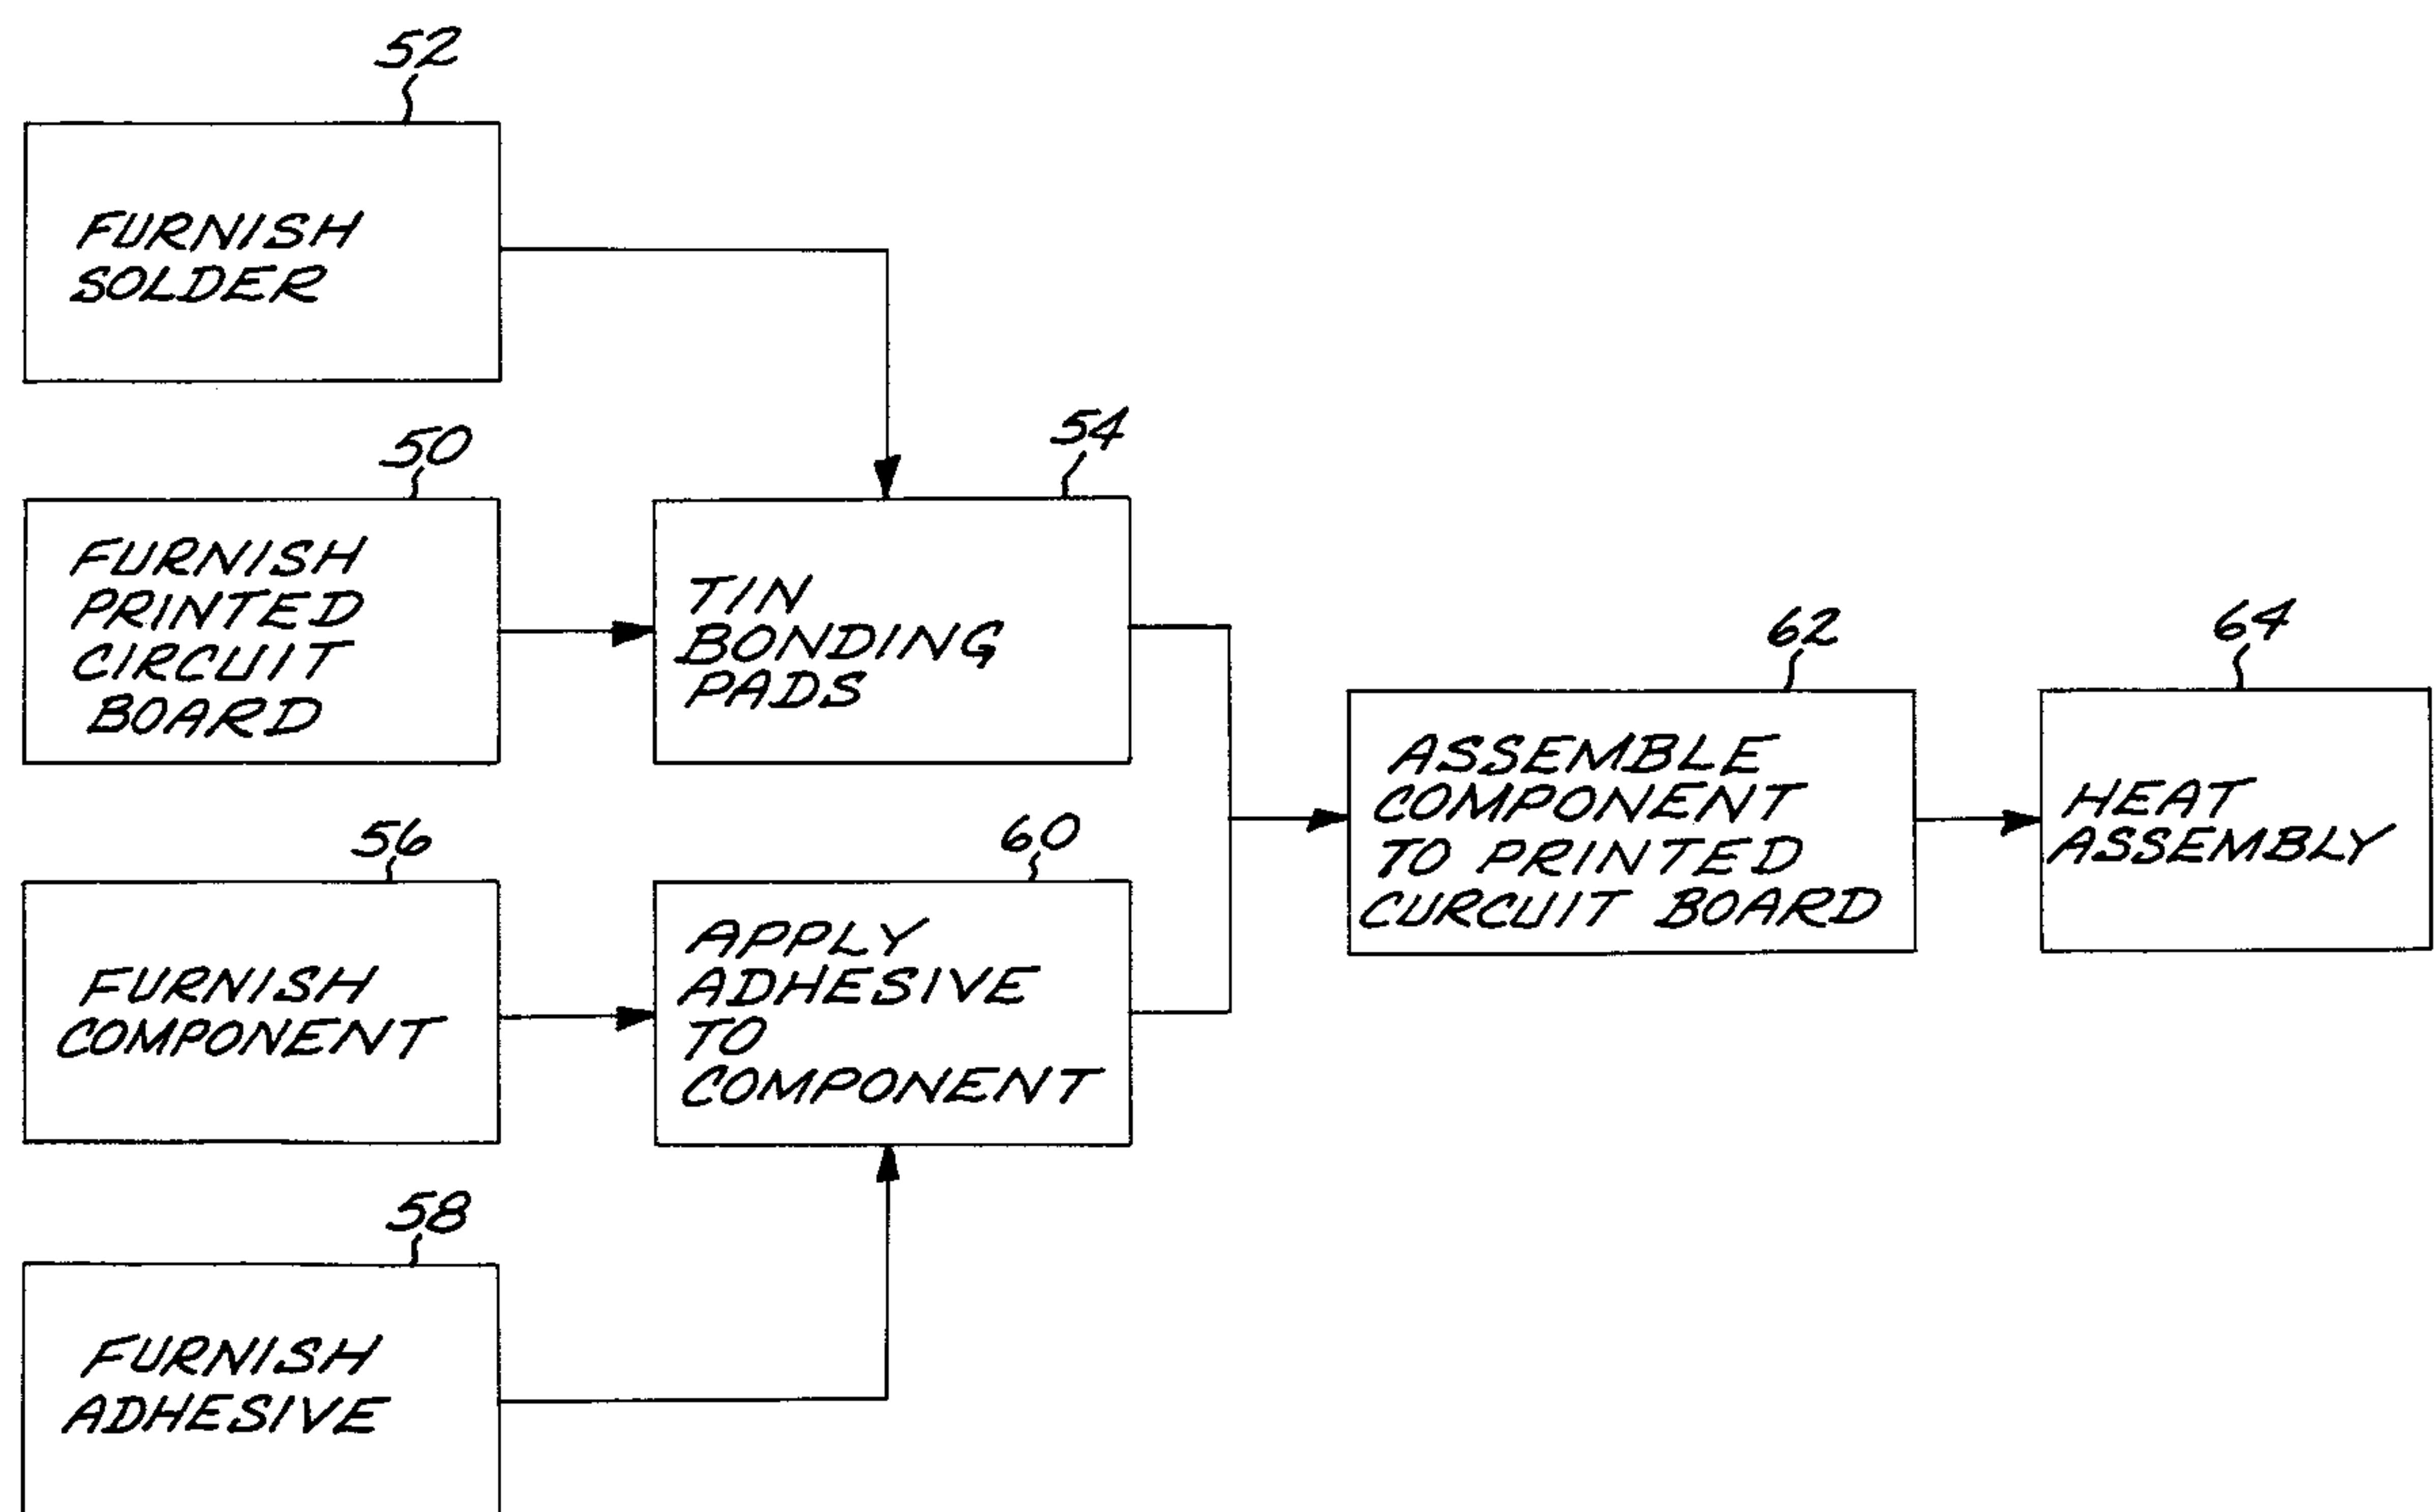 52
FURNISH
SOLDER
50
FURNISH
PRINTED
CIRCUIT
BOARD
54
TIN
BONDING
PADS
56
FURNISH
COMPONENT
60
APPLY
ADHESIVE
TO
COMPONENT
58
FURNISH
ADHESIVE
62
ASSEMBLE
COMPONENT
TO PRINTED
CURCUIT BOARD
64
HEAT
ASSEMBLY